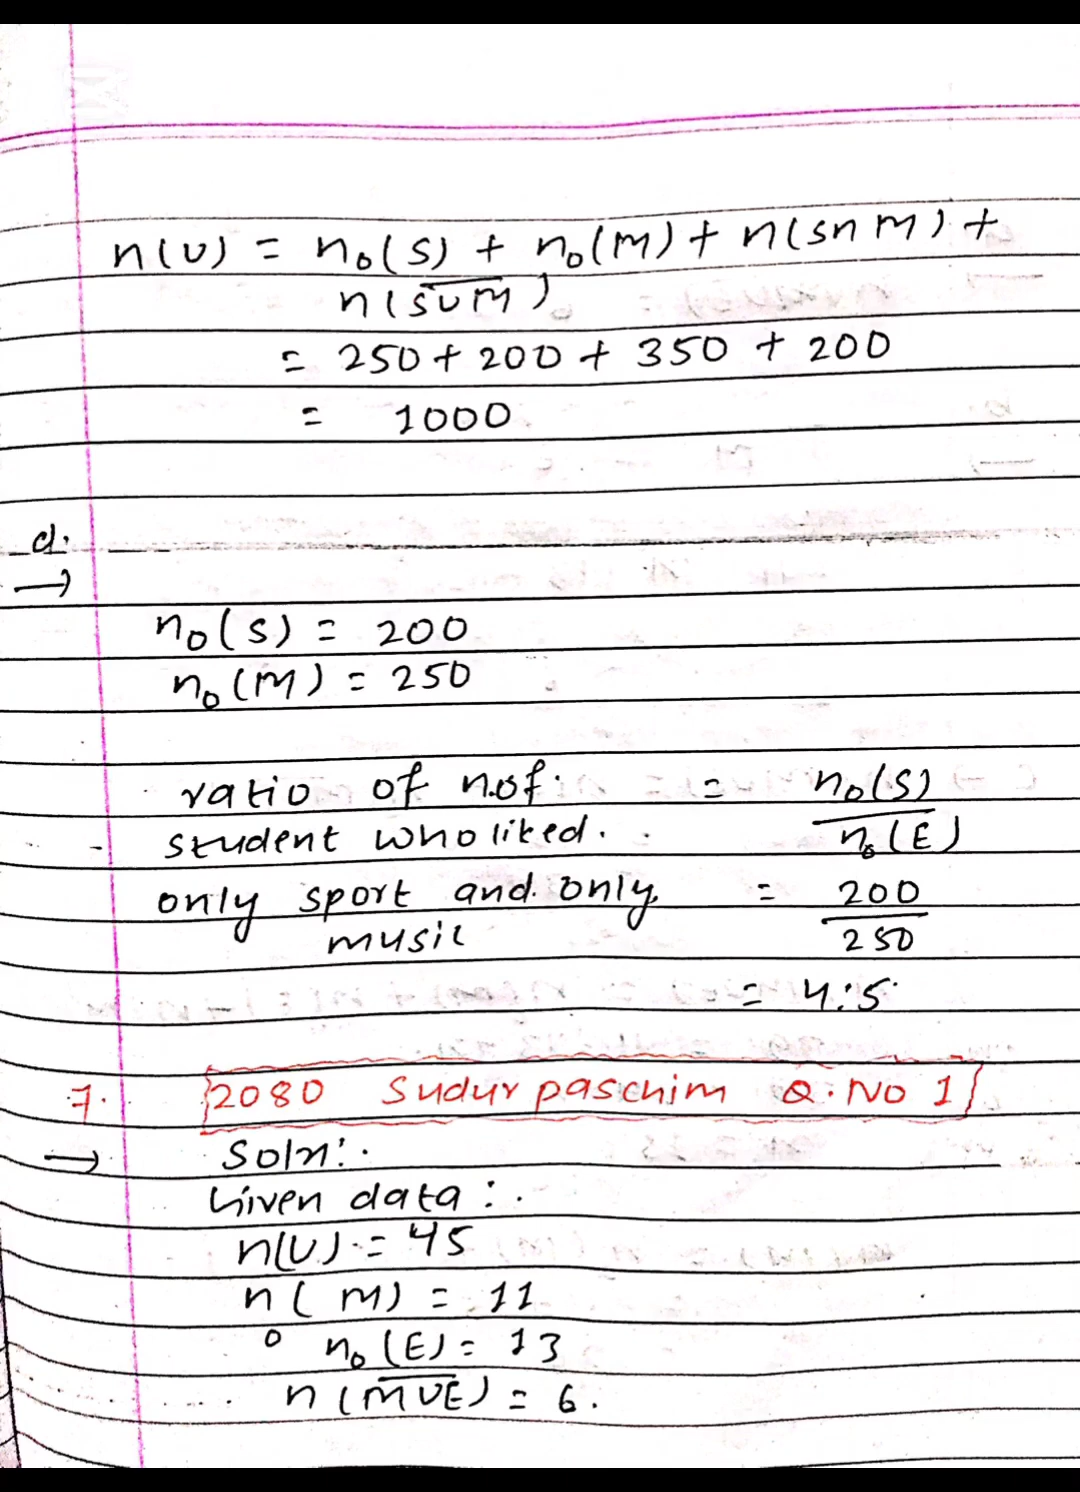 n(U) = n₀(S) + n₀(M) + n(S∩M) +
n(S̅U̅M̅)
= 250 + 200 + 350 + 200
= 1000
d.
→
n₀(S) = 200
n₀(M) = 250
ratio of n.of. = n₀(S)/n₀(E)
student who liked.
only sport and only = 200/250
music
= 4:5
7. 2080 Sudurpaschim Q.No 1
→ Soln:.
Given data :.
n(U) = 45
n₀(M) = 11
n₀(E) = 13
n(M̅U̅E̅) = 6.